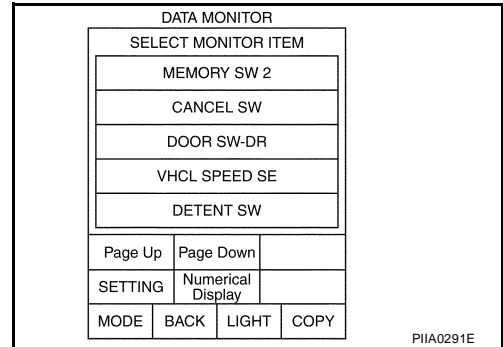 DATA MONITOR
SELECT MONITOR ITEM
MEMORY SW 2
CANCEL SW
DOOR SW-DR
VHCL SPEED SE
DETENT SW
Page Up Page Down
SETTING Numerical
Display
MODE BACK LIGHT COPY
PIIA0291E